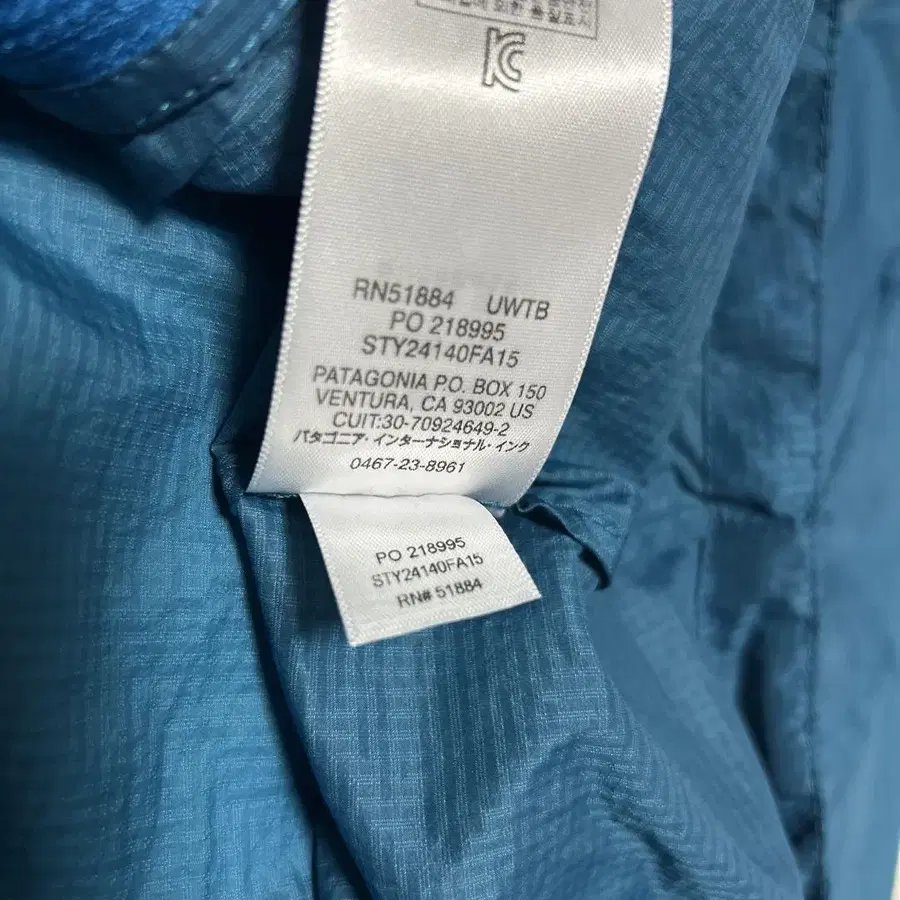 RN51884 UWTB
PO 218995
STY24140FA15
PATAGONIA P.O. BOX 150
VENTURA, CA 93002 US
CUIT:30-70924649-2
パタゴニア・インターナショナル・インク
0467-23-8961
PO 218995
STY24140FA15
RN# 51884